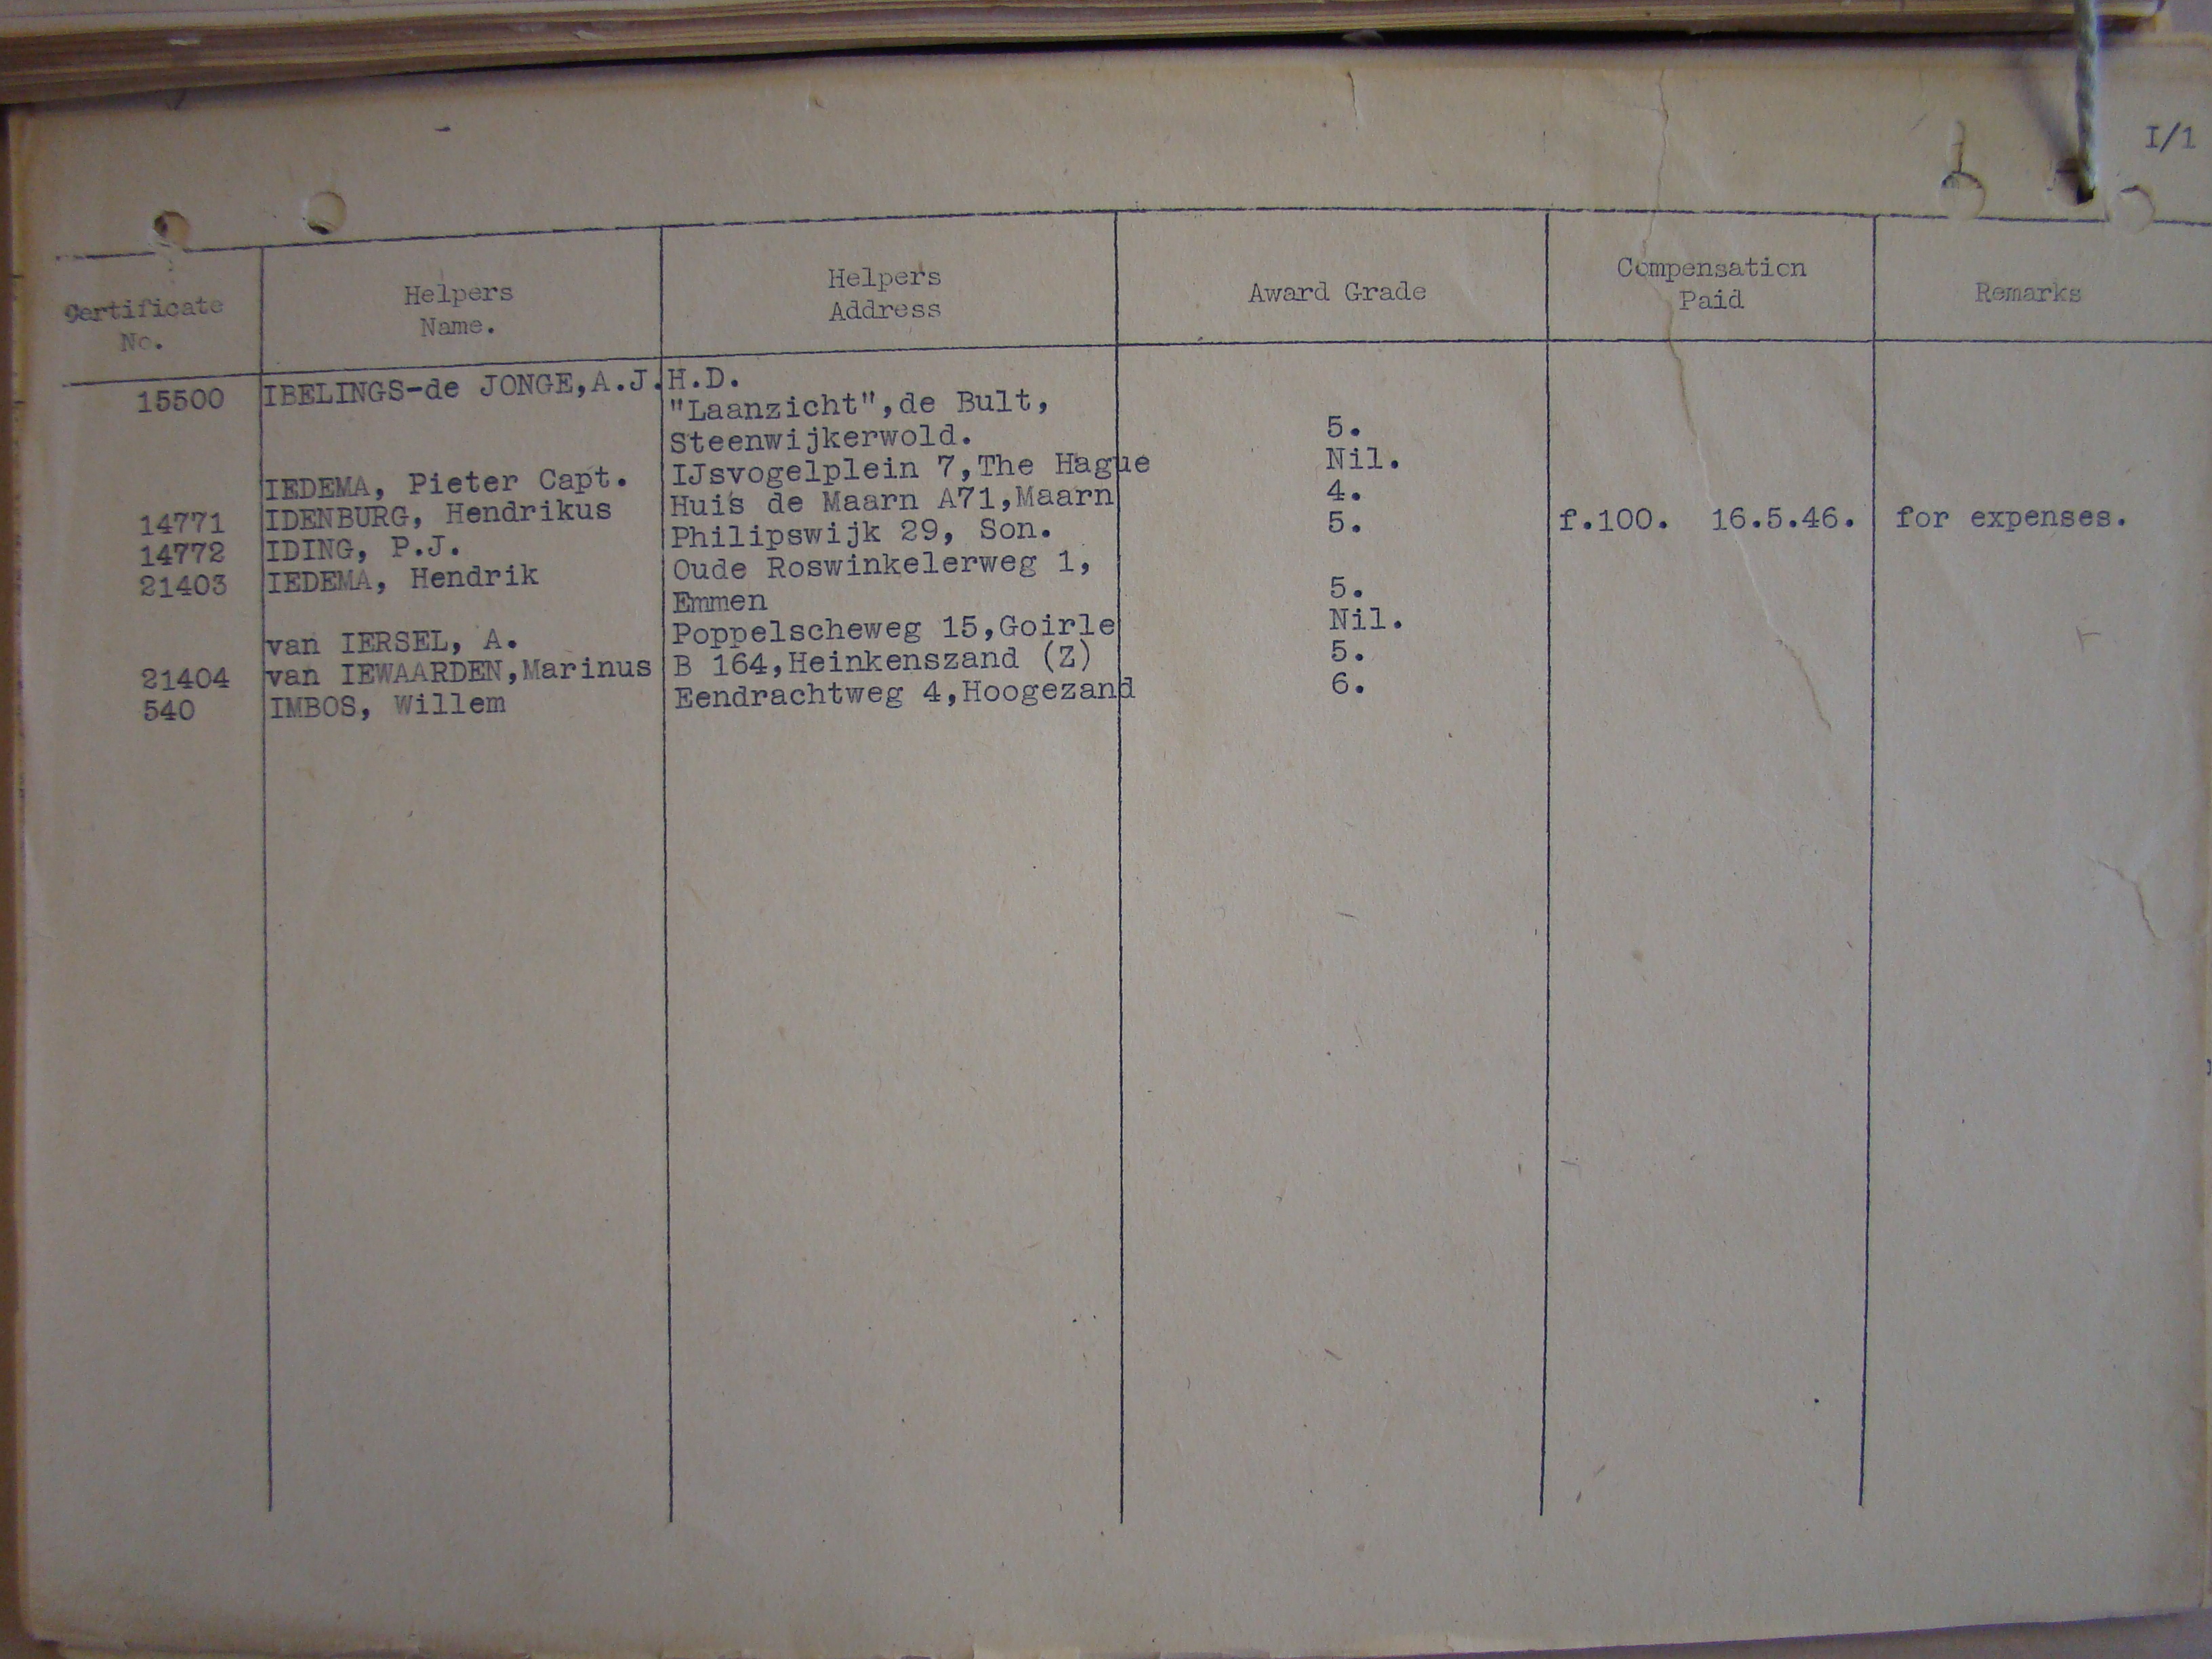 I/1
Certificate No. Helpers Name. Helpers Address Award Grade Compensation Paid Remarks
15500 IBELINGS-de JONGE,A.J.H.D.
"Laanzicht",de Bult,
Steenwijkerwold. 5.
IEDEMA, Pieter Capt. IJsvogelplein 7,The Hague Nil.
14771 IDENBURG, Hendrikus Huis de Maarn A71,Maarn 4.
14772 IDING, P.J. Philipswijk 29, Son. 5. f.100. 16.5.46. for expenses.
21403 IEDEMA, Hendrik Oude Roswinkelerweg 1,
Emmen 5.
van IERSEL, A. Poppelscheweg 15,Goirle Nil.
21404 van IEWAARDEN,Marinus B 164,Heinkenszand (Z) 5.
540 IMBOS, Willem Eendrachtweg 4,Hoogezand 6.